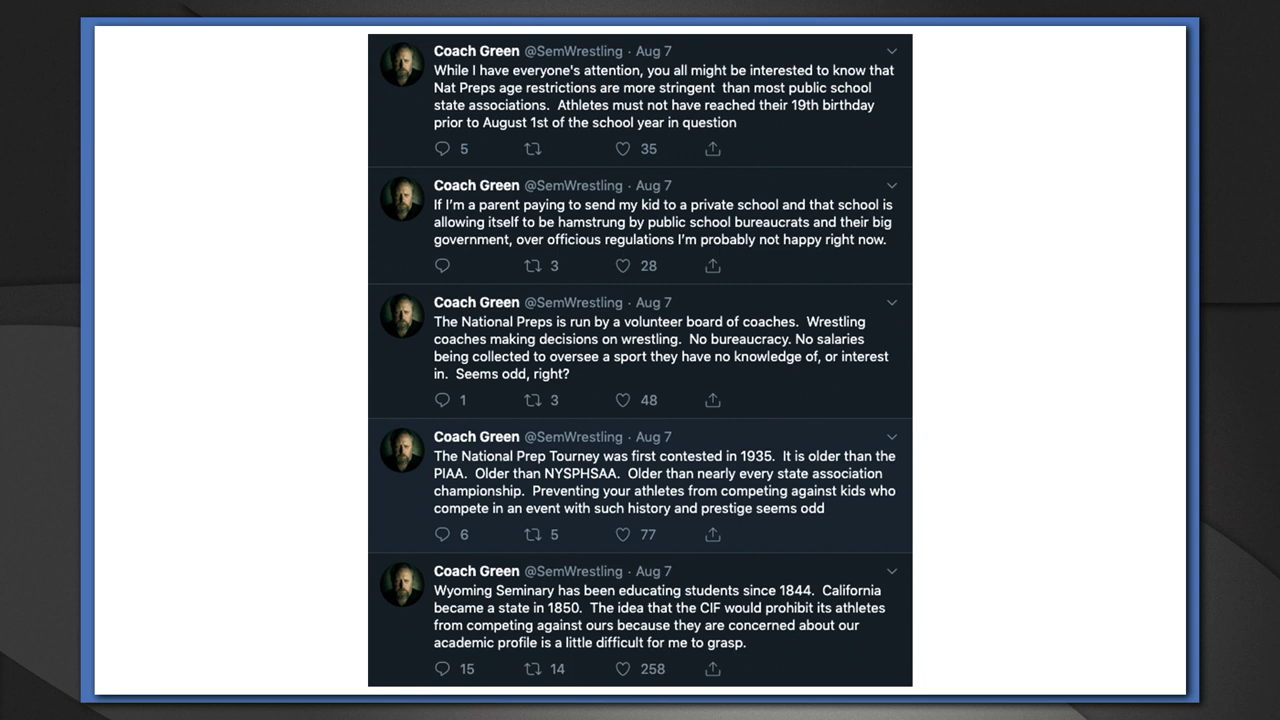 Coach Green @SemWrestling · Aug 7
While I have everyone's attention, you all might be interested to know that
Nat Preps age restrictions are more stringent  than most public school
state associations.  Athletes must not have reached their 19th birthday
prior to August 1st of the school year in question
5 35
Coach Green @SemWrestling · Aug 7
If I'm a parent paying to send my kid to a private school and that school is
allowing itself to be hamstrung by public school bureaucrats and their big
government, over officious regulations I'm probably not happy right now.
3 28
Coach Green @SemWrestling · Aug 7
The National Preps is run by a volunteer board of coaches.  Wrestling
coaches making decisions on wrestling.  No bureaucracy. No salaries
being collected to oversee a sport they have no knowledge of, or interest
in.  Seems odd, right?
1 3 48
Coach Green @SemWrestling · Aug 7
The National Prep Tourney was first contested in 1935.  It is older than the
PIAA.  Older than NYSPHSAA.  Older than nearly every state association
championship.  Preventing your athletes from competing against kids who
compete in an event with such history and prestige seems odd
6 5 77
Coach Green @SemWrestling · Aug 7
Wyoming Seminary has been educating students since 1844.  California
became a state in 1850.  The idea that the CIF would prohibit its athletes
from competing against ours because they are concerned about our
academic profile is a little difficult for me to grasp.
15 14 258